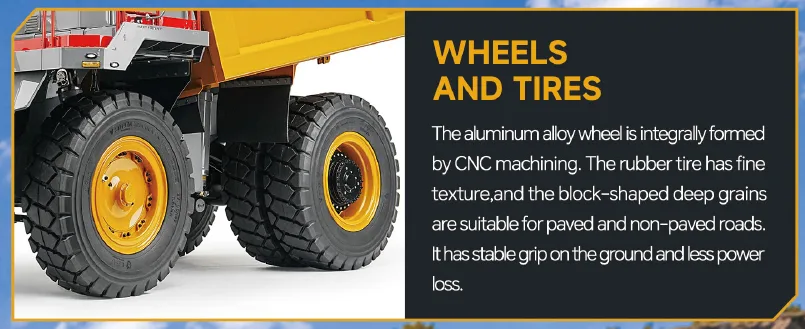 WHEELS
AND TIRES
The aluminum alloy wheel is integrally formed
by CNC machining. The rubber tire has fine
texture,and the block-shaped deep grains
are suitable for paved and non-paved roads.
It has stable grip on the ground and less power
loss.